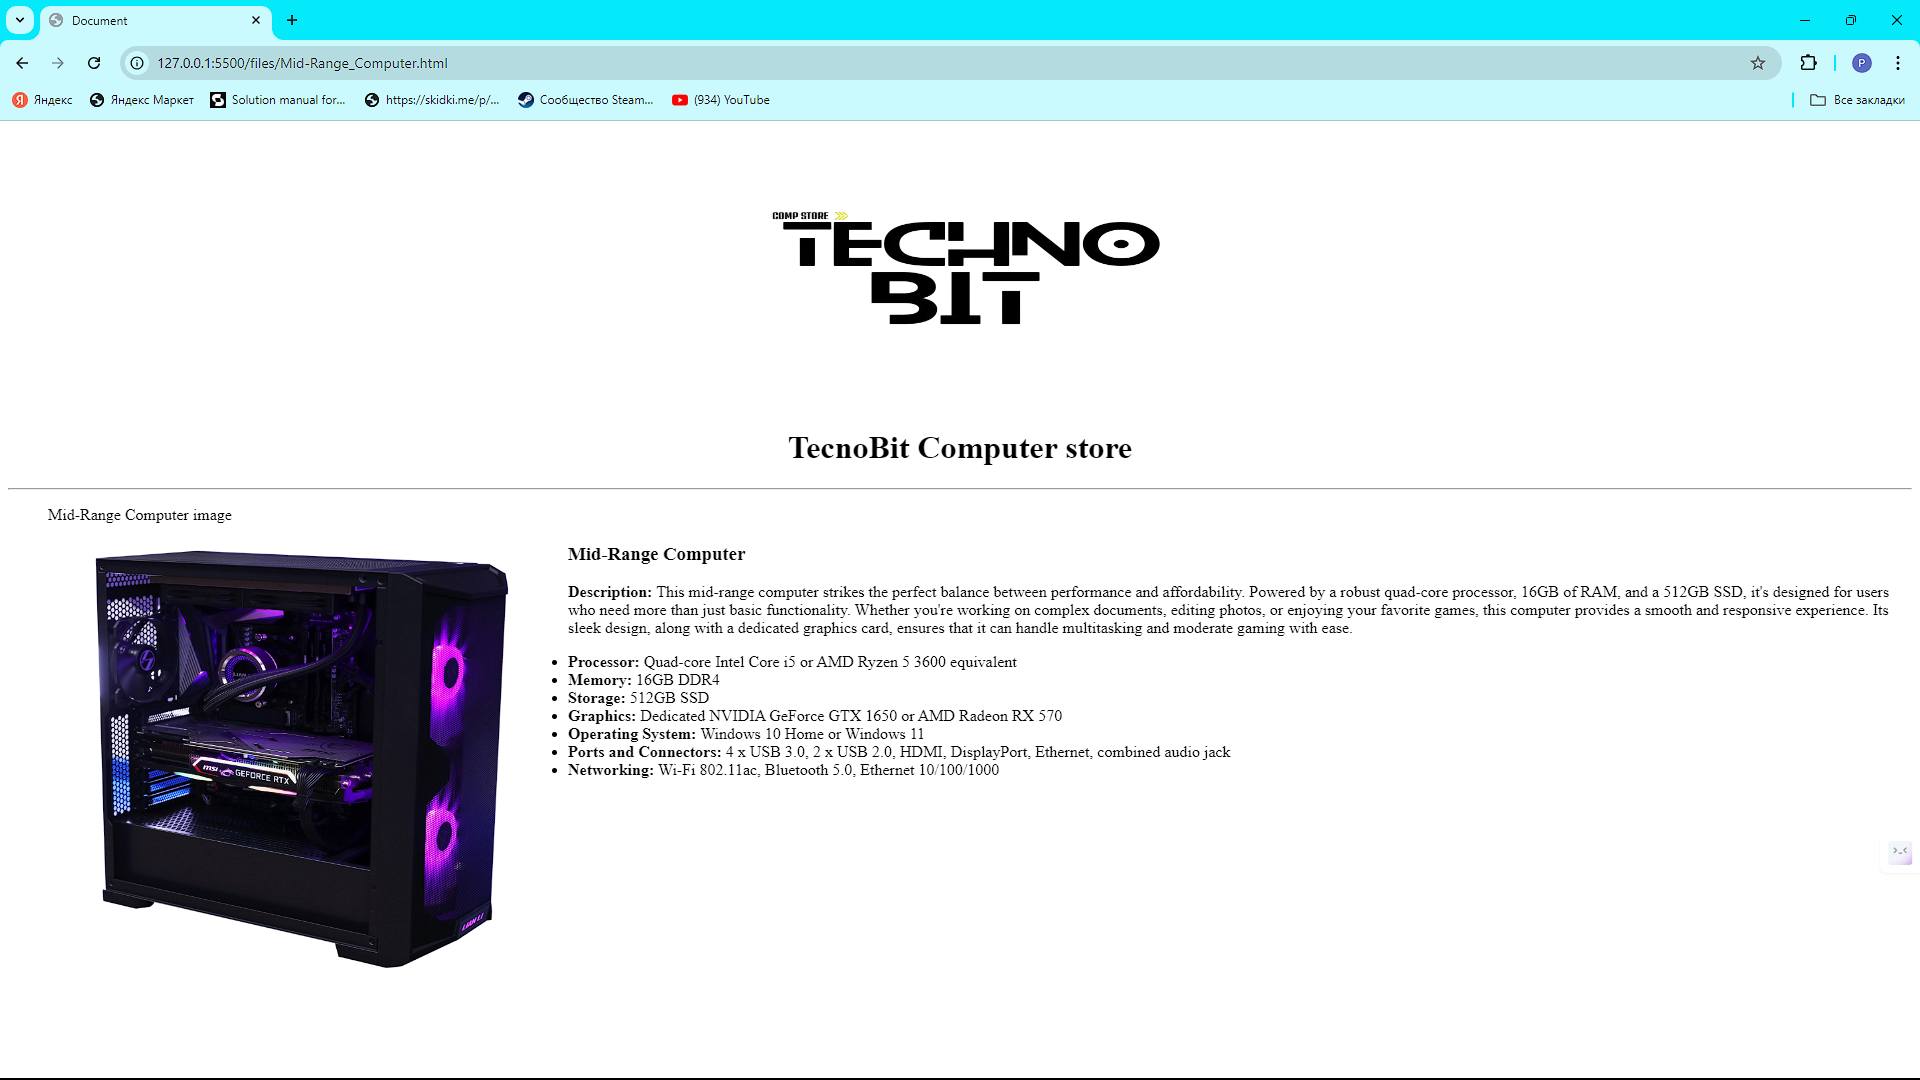 Document
127.0.0.1:5500/files/Mid-Range_Computer.html
P
Яндекс
Яндекс Маркет
Solution manual for...
https://skidki.me/p/...
Сообщество Steam...
(934) YouTube
Все закладки
COMP STORE
TECHNO
BIT
TecnoBit Computer store
Mid-Range Computer image
msi GEFORCE RTX
LIAN LI
Mid-Range Computer
Description: This mid-range computer strikes the perfect balance between performance and affordability. Powered by a robust quad-core processor, 16GB of RAM, and a 512GB SSD, it's designed for users
who need more than just basic functionality. Whether you're working on complex documents, editing photos, or enjoying your favorite games, this computer provides a smooth and responsive experience. Its
sleek design, along with a dedicated graphics card, ensures that it can handle multitasking and moderate gaming with ease.
Processor: Quad-core Intel Core i5 or AMD Ryzen 5 3600 equivalent
Memory: 16GB DDR4
Storage: 512GB SSD
Graphics: Dedicated NVIDIA GeForce GTX 1650 or AMD Radeon RX 570
Operating System: Windows 10 Home or Windows 11
Ports and Connectors: 4 x USB 3.0, 2 x USB 2.0, HDMI, DisplayPort, Ethernet, combined audio jack
Networking: Wi-Fi 802.11ac, Bluetooth 5.0, Ethernet 10/100/1000